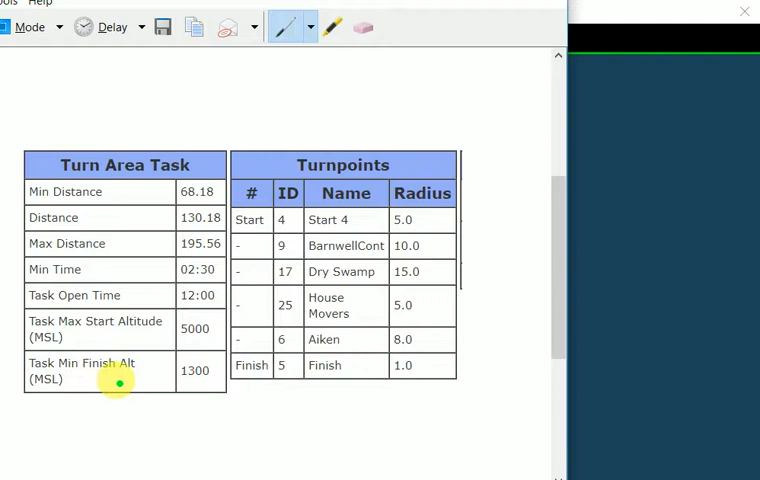 Help
Mode Delay
Turn Area Task
Min Distance 68.18
Distance 130.18
Max Distance 195.56
Min Time 02:30
Task Open Time 12:00
Task Max Start Altitude
(MSL) 5000
Task Min Finish Alt
(MSL) 1300
Turnpoints
# ID Name Radius
Start 4 Start 4 5.0
- 9 BarnwellCont 10.0
- 17 Dry Swamp 15.0
- 25 House
Movers 5.0
- 6 Aiken 8.0
Finish 5 Finish 1.0